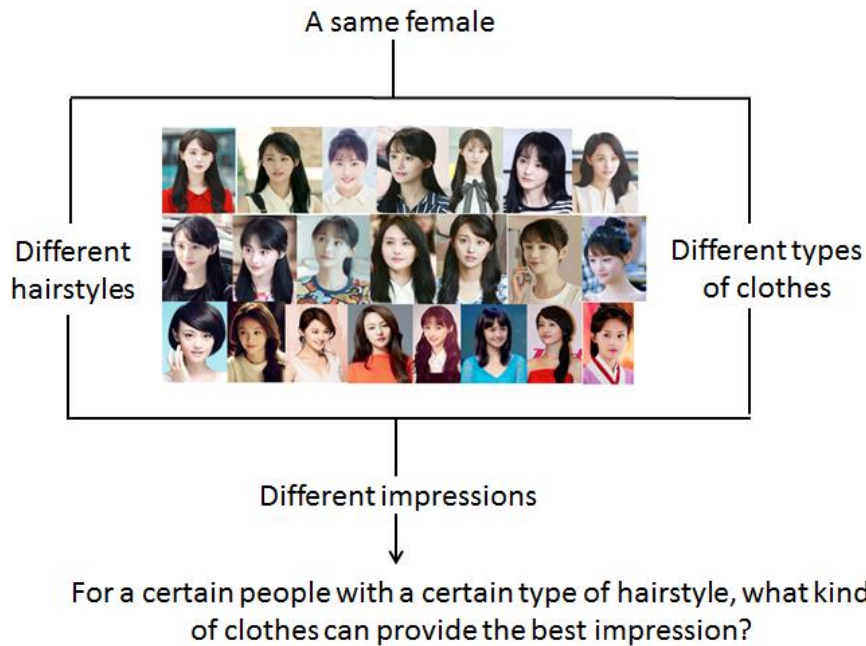 A same female
Different
hairstyles
Different types
of clothes
Different impressions
For a certain people with a certain type of hairstyle, what kind
of clothes can provide the best impression?